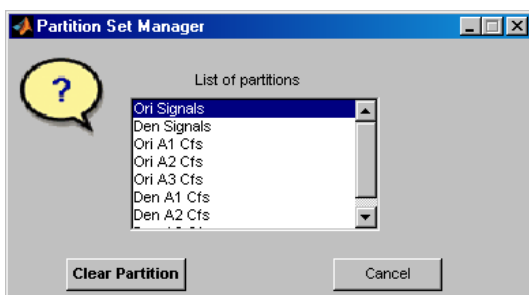 Partition Set Manager
?
List of partitions
Ori Signals
Den Signals
Ori A1 Cfs
Ori A2 Cfs
Ori A3 Cfs
Den A1 Cfs
Den A2 Cfs
Clear Partition
Cancel